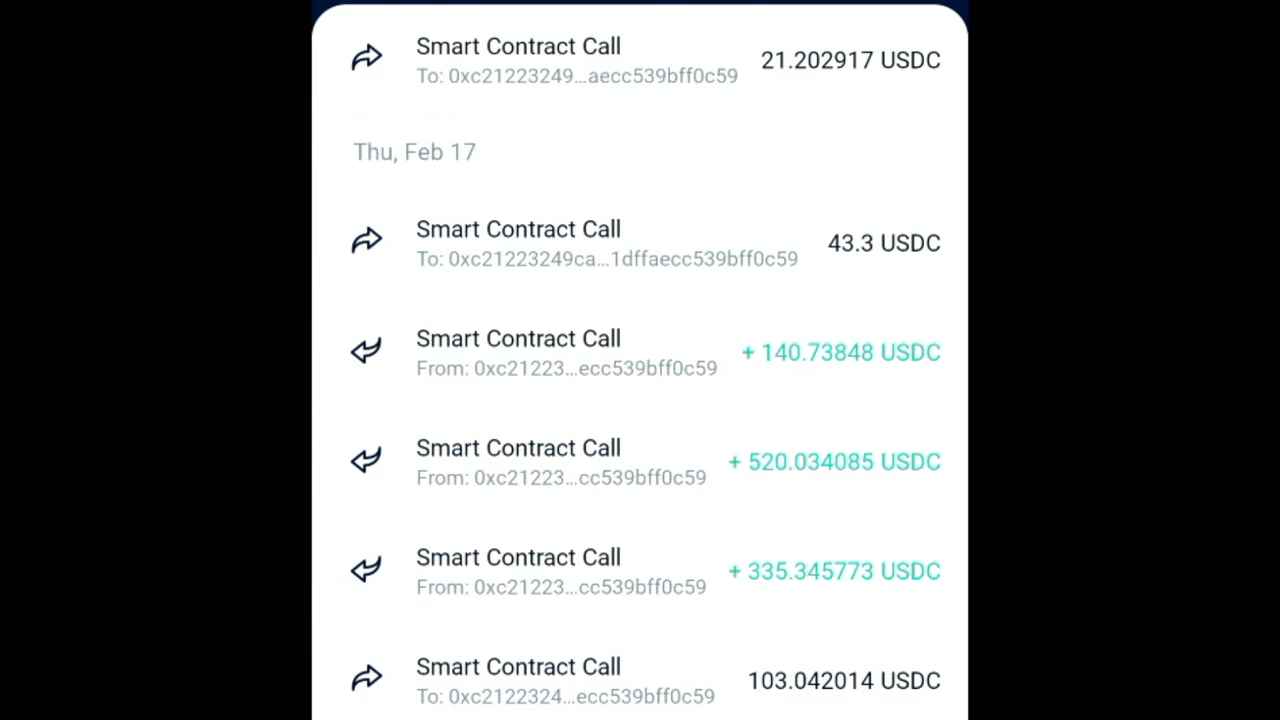 Smart Contract Call
21.202917 USDC
To: 0xc21223249...aecc539bff0c59
Thu, Feb 17
Smart Contract Call
43.3 USDC
To: 0xc21223249ca...1dffaecc539bff0c59
Smart Contract Call
+ 140.73848 USDC
From: 0xc21223...ecc539bff0c59
Smart Contract Call
+ 520.034085 USDC
From: 0xc21223...cc539bff0c59
Smart Contract Call
+ 335.345773 USDC
From: 0xc21223...cc539bff0c59
Smart Contract Call
103.042014 USDC
To: 0xc2122324...ecc539bff0c59